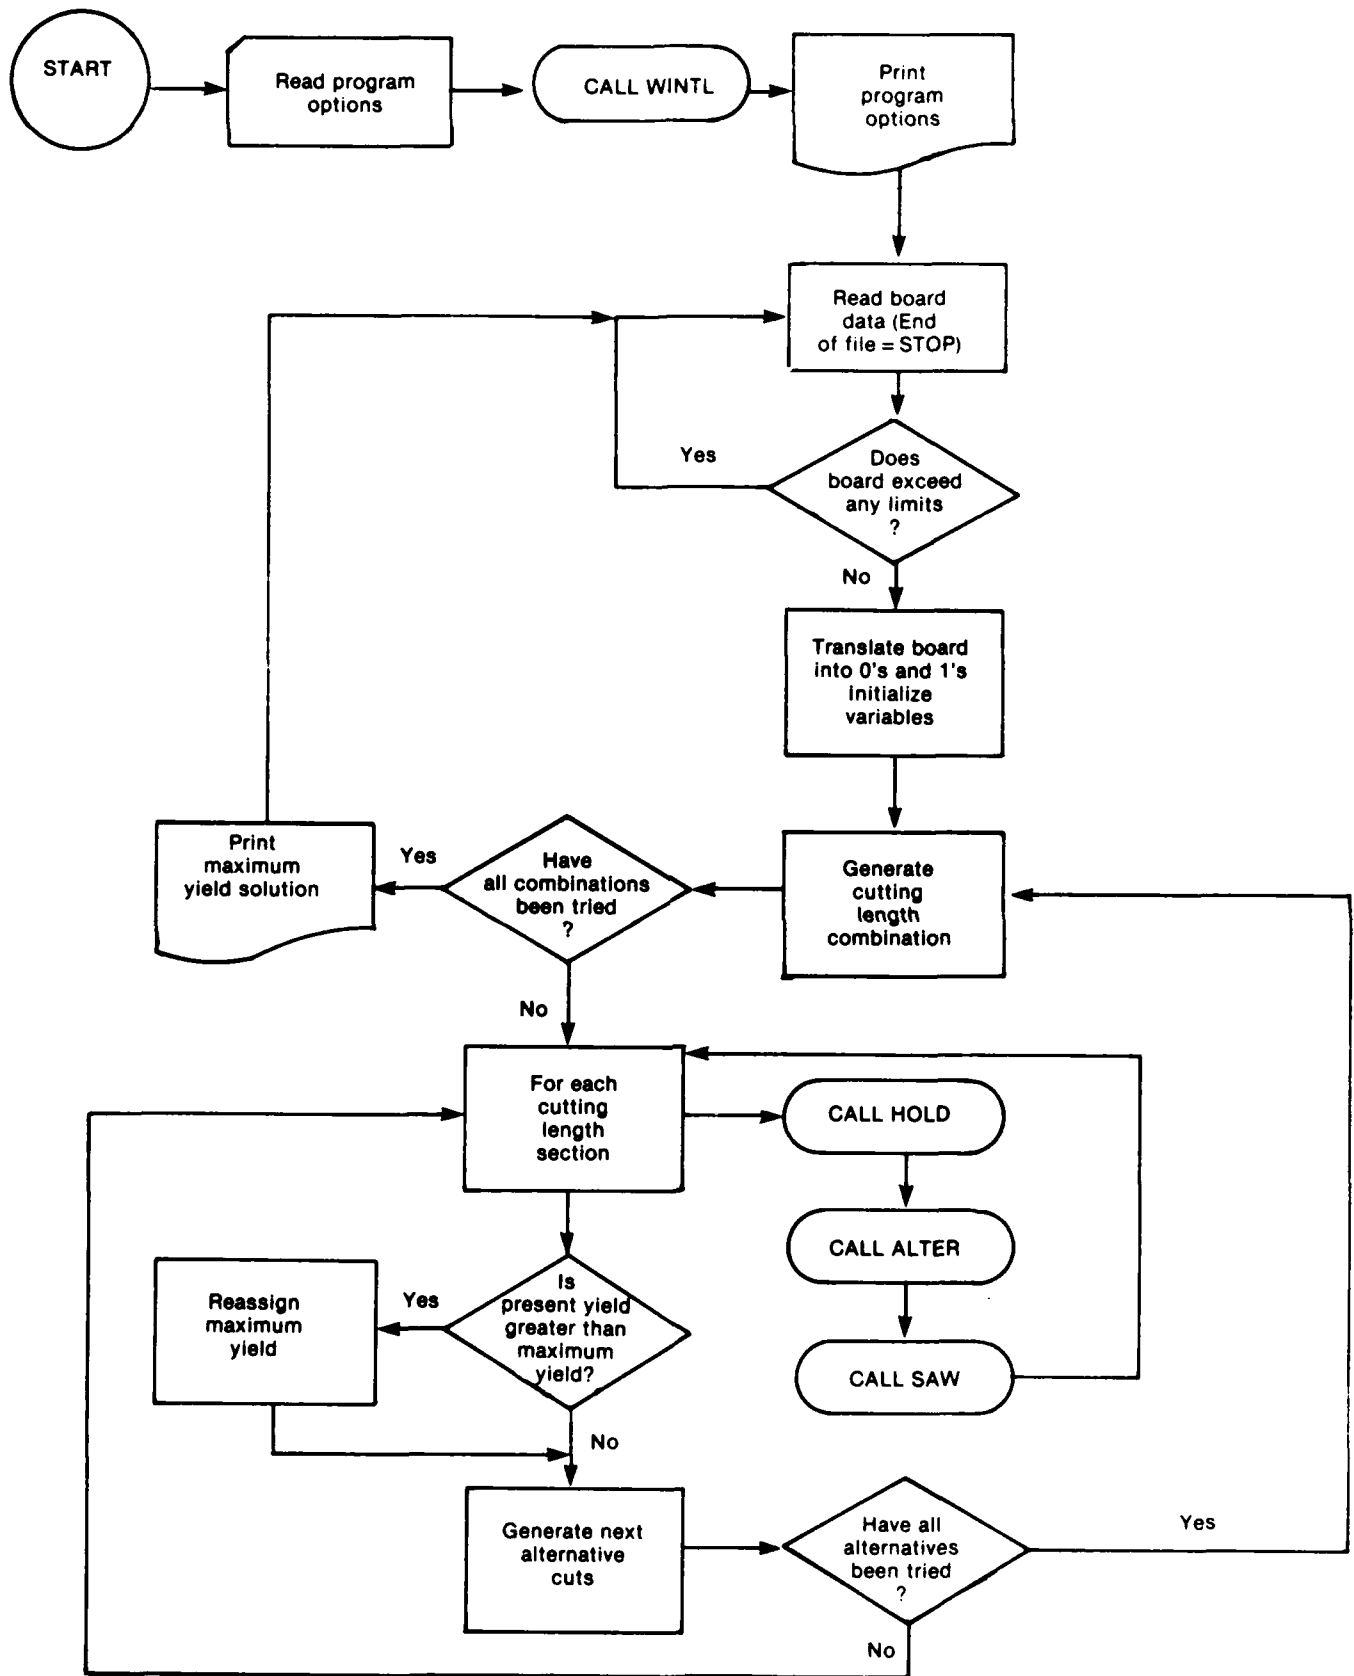 START
Read program
options
CALL WINTL
Print
program
options
Read board
data (End
of file = STOP)
Yes
Does
board exceed
any limits
?
No
Translate board
into 0's and 1's
initialize
variables
Print
maximum
yield solution
Yes
Have
all combinations
been tried
?
Generate
cutting
length
combination
No
For each
cutting
length
section
CALL HOLD
CALL ALTER
CALL SAW
Reassign
maximum
yield
Yes
Is
present yield
greater than
maximum
yield?
No
Generate next
alternative
cuts
Have all
alternatives
been tried
?
Yes
No